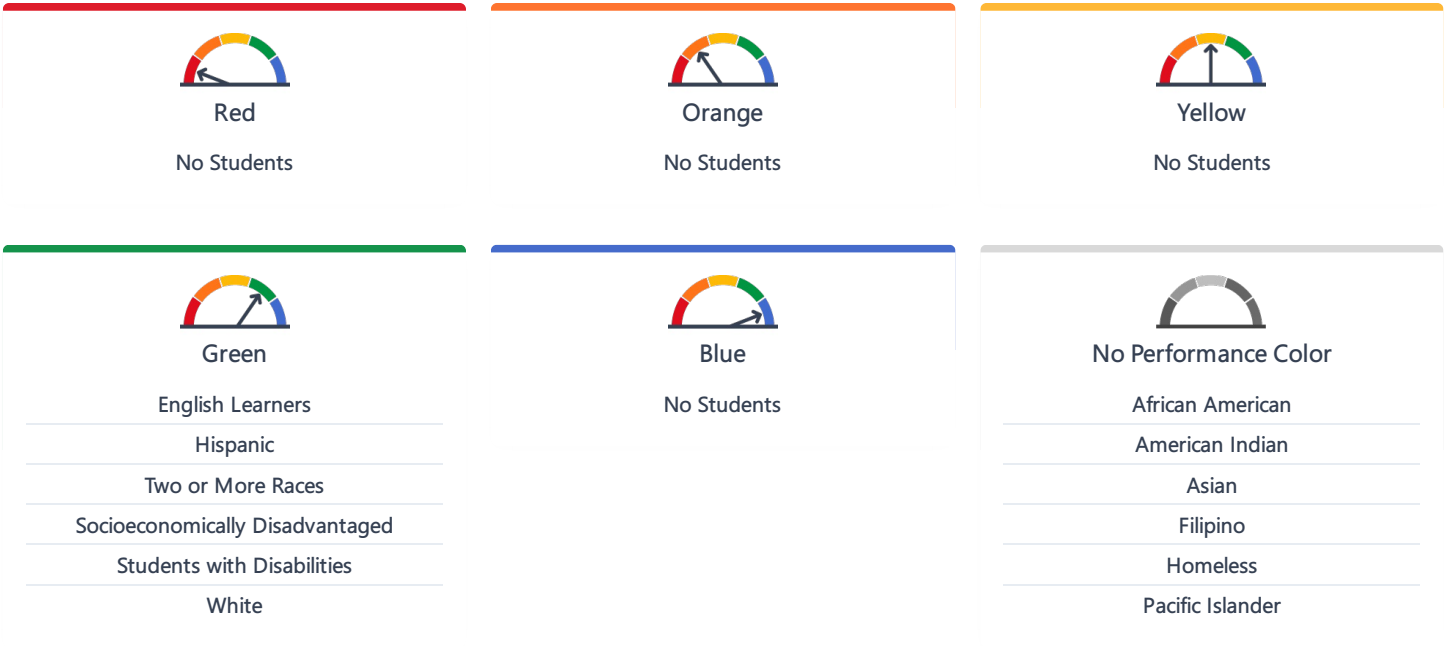 Red
No Students
Orange
No Students
Yellow
No Students
Green
English Learners
Hispanic
Two or More Races
Socioeconomically Disadvantaged
Students with Disabilities
White
Blue
No Students
No Performance Color
African American
American Indian
Asian
Filipino
Homeless
Pacific Islander